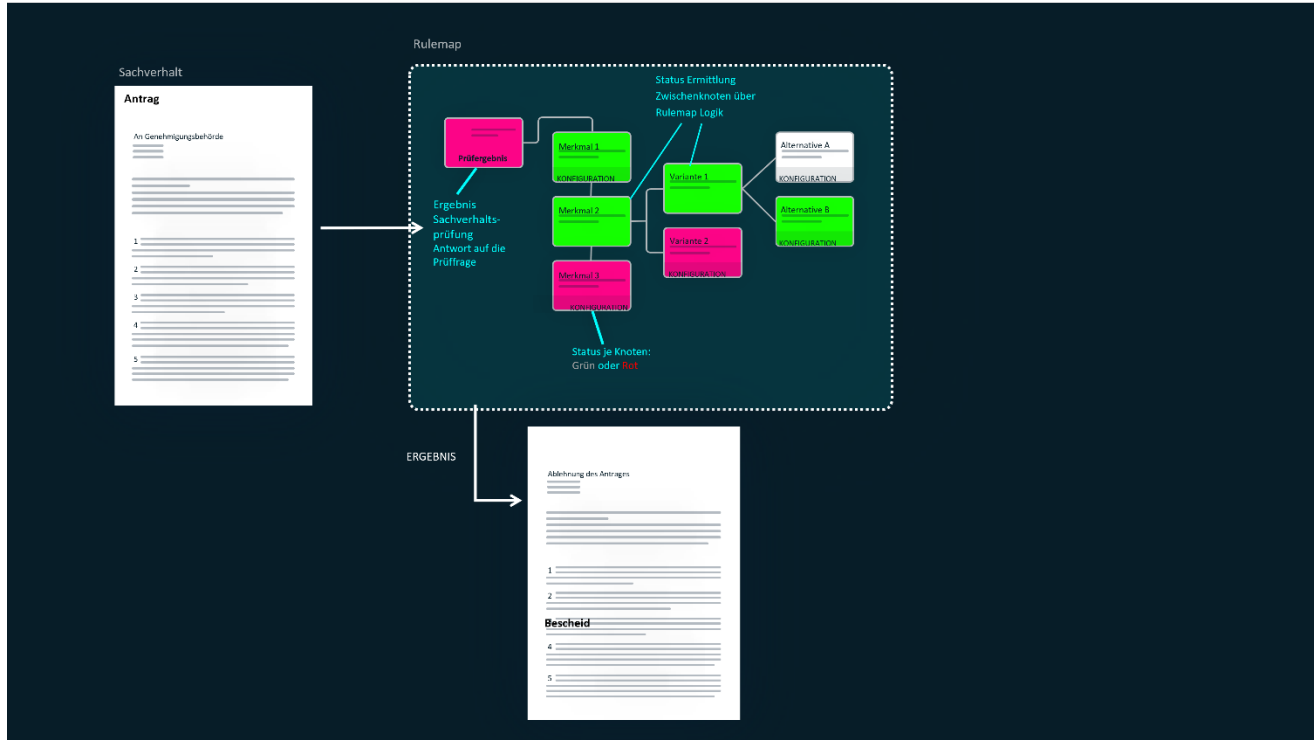 Rulemap
Sachverhalt
Antrag
An Genehmigungsbehörde
1
2
3
4
5
Status Ermittlung
Zwischenknoten über
Rulemap Logik
Prüfergebnis
Merkmal 1
KONFIGURATION
Merkmal 2
Merkmal 3
KONFIGURATION
Variante 1
Variante 2
KONFIGURATION
Alternative A
KONFIGURATION
Alternative B
KONFIGURATION
Ergebnis
Sachverhalts-
prüfung
Antwort auf die
Prüffrage
Status je Knoten:
Grün oder Rot
ERGEBNIS
Ablehnung des Antrages
1
2
Bescheid
4
5